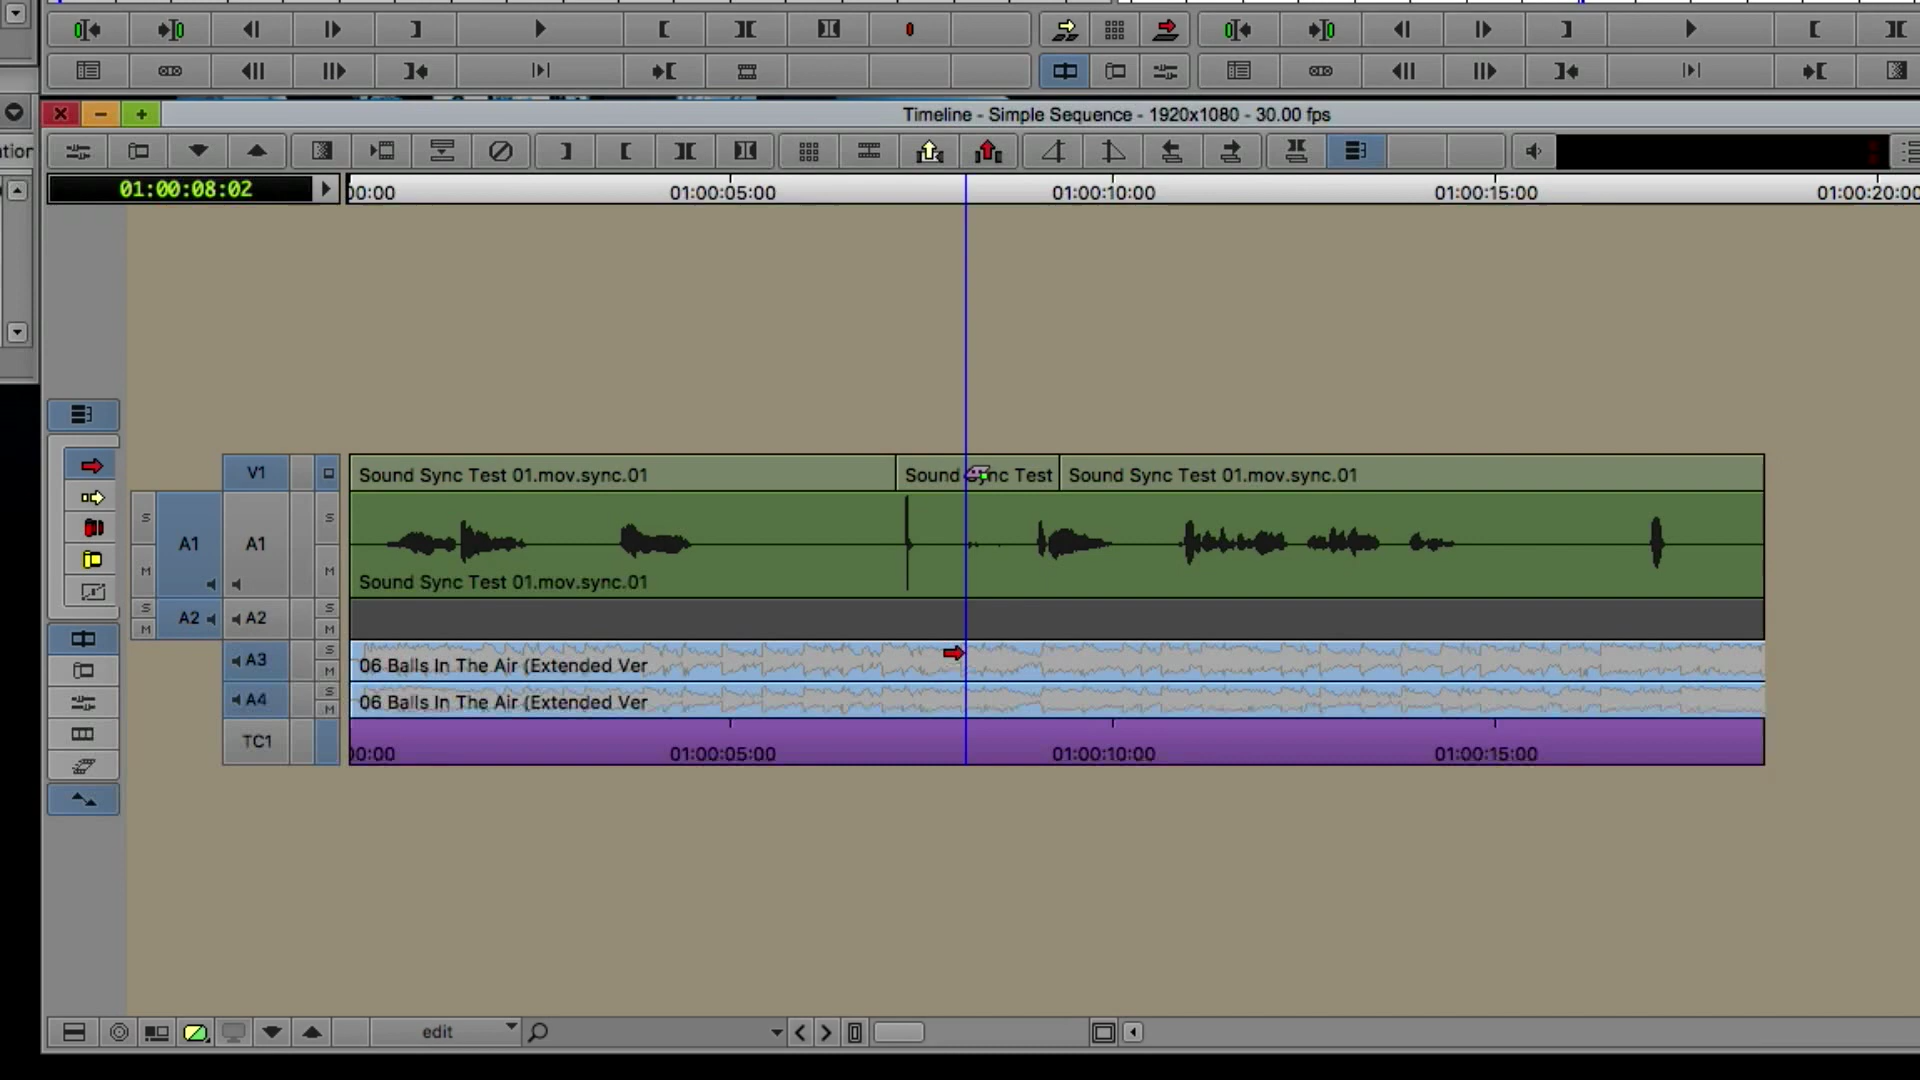 Timeline - Simple Sequence - 1920x1080 - 30.00 fps
01:00:08:02
00:00 01:00:05:00 01:00:10:00 01:00:15:00 01:00:20:00
V1 Sound Sync Test 01.mov.sync.01 Sound Sync Test Sound Sync Test 01.mov.sync.01
S S
A1 A1
M M
Sound Sync Test 01.mov.sync.01
S S
A2 A2
M M
S
A3 06 Balls In The Air (Extended Ver
M
S
A4 06 Balls In The Air (Extended Ver
M
TC1 00:00 01:00:05:00 01:00:10:00 01:00:15:00
edit